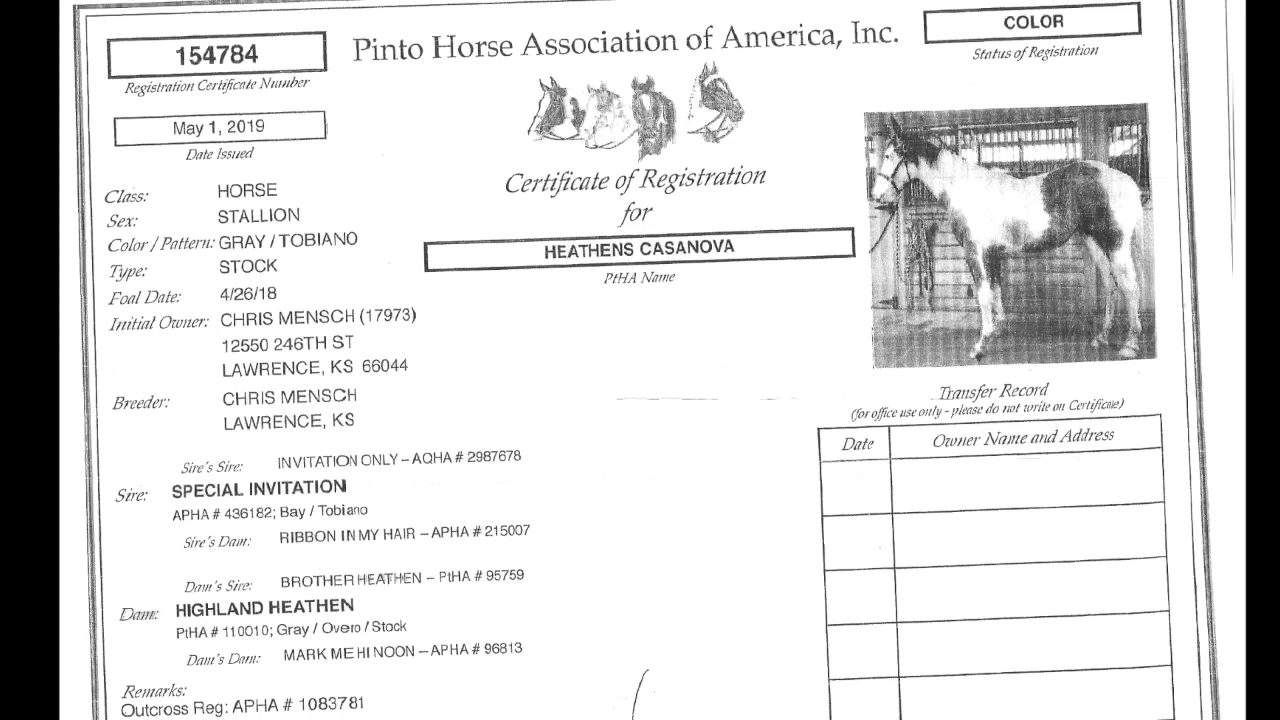 154784
Registration Certificate Number
May 1, 2019
Date Issued
Pinto Horse Association of America, Inc.
COLOR
Status of Registration
Certificate of Registration
for
HEATHENS CASANOVA
PtHA Name
Class: HORSE
Sex: STALLION
Color / Pattern: GRAY / TOBIANO
Type: STOCK
Foal Date: 4/26/18
Initial Owner: CHRIS MENSCH (17973)
12550 246TH ST
LAWRENCE, KS 66044
Breeder: CHRIS MENSCH
LAWRENCE, KS
Sire's Sire: INVITATION ONLY – AQHA # 2987678
Sire: SPECIAL INVITATION
APHA # 436182; Bay / Tobiano
Sire's Dam: RIBBON IN MY HAIR – APHA # 215007
Dam's Sire: BROTHER HEATHEN – PtHA # 95759
Dam: HIGHLAND HEATHEN
PtHA # 110010; Gray / Overo / Stock
Dam's Dam: MARK ME HI NOON – APHA # 96813
Remarks:
Outcross Reg: APHA # 1083781
Transfer Record
(for office use only - please do not write on Certificate)
Date Owner Name and Address